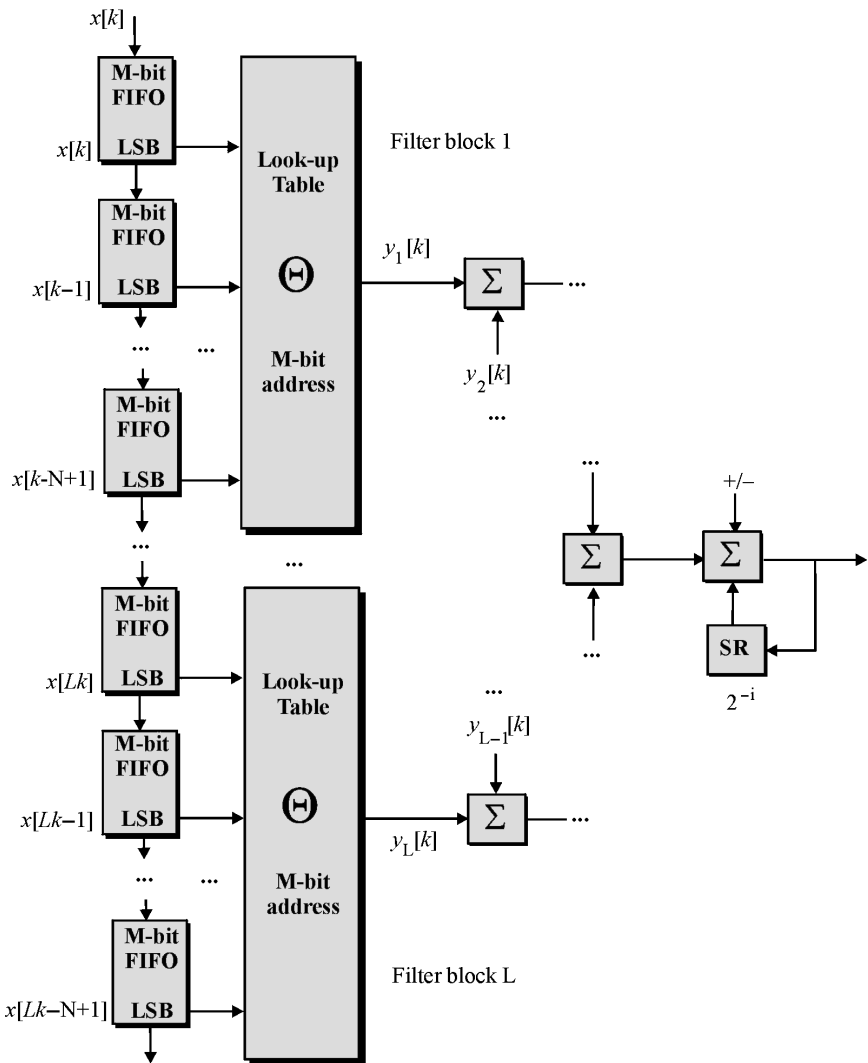 x[k]
M-bit
FIFO
LSB
x[k]
M-bit
FIFO
LSB
x[k–1]
... ...
M-bit
FIFO
LSB
x[k-N+1]
...
Look-up
Table
Θ
M-bit
address
Filter block 1
y1[k]
Σ ...
y2[k]
...
...
Σ
...
+/–
Σ
SR
2–i
...
M-bit
FIFO
LSB
x[Lk]
M-bit
FIFO
LSB
x[Lk–1]
... ...
M-bit
FIFO
LSB
x[Lk–N+1]
Look-up
Table
Θ
M-bit
address
...
yL–1[k]
Σ ...
yL[k]
Filter block L